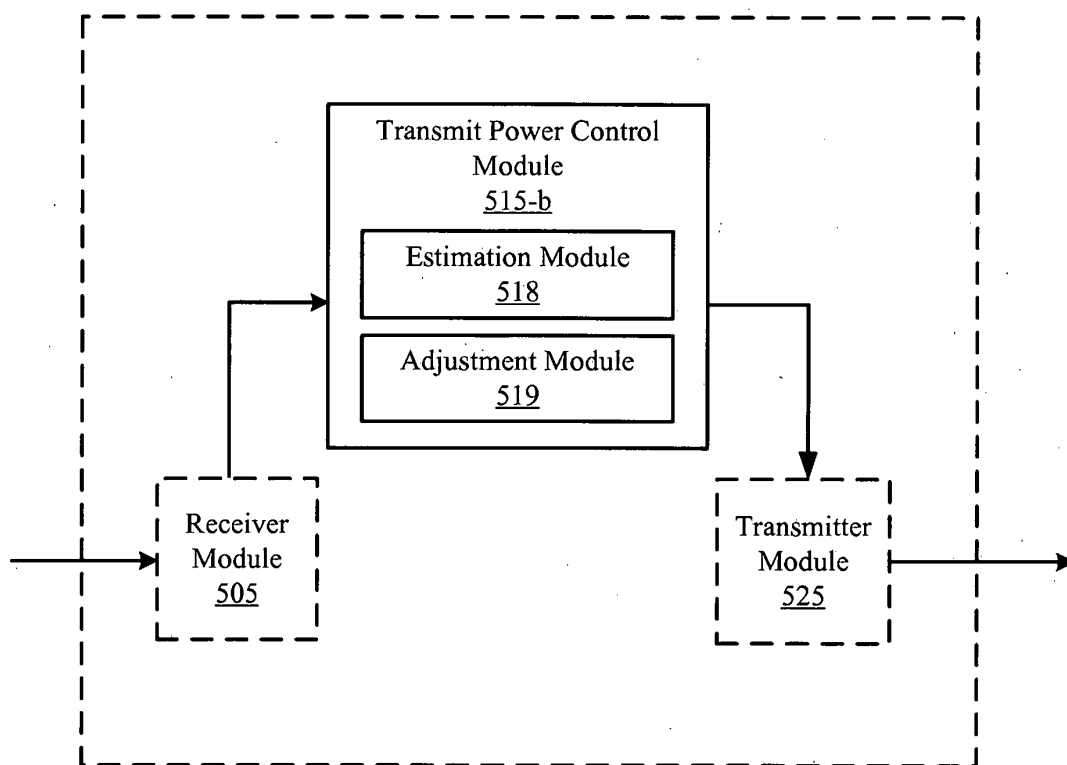 Transmit Power Control
Module
515-b
Estimation Module
518
Adjustment Module
519
Receiver
Module
505
Transmitter
Module
525